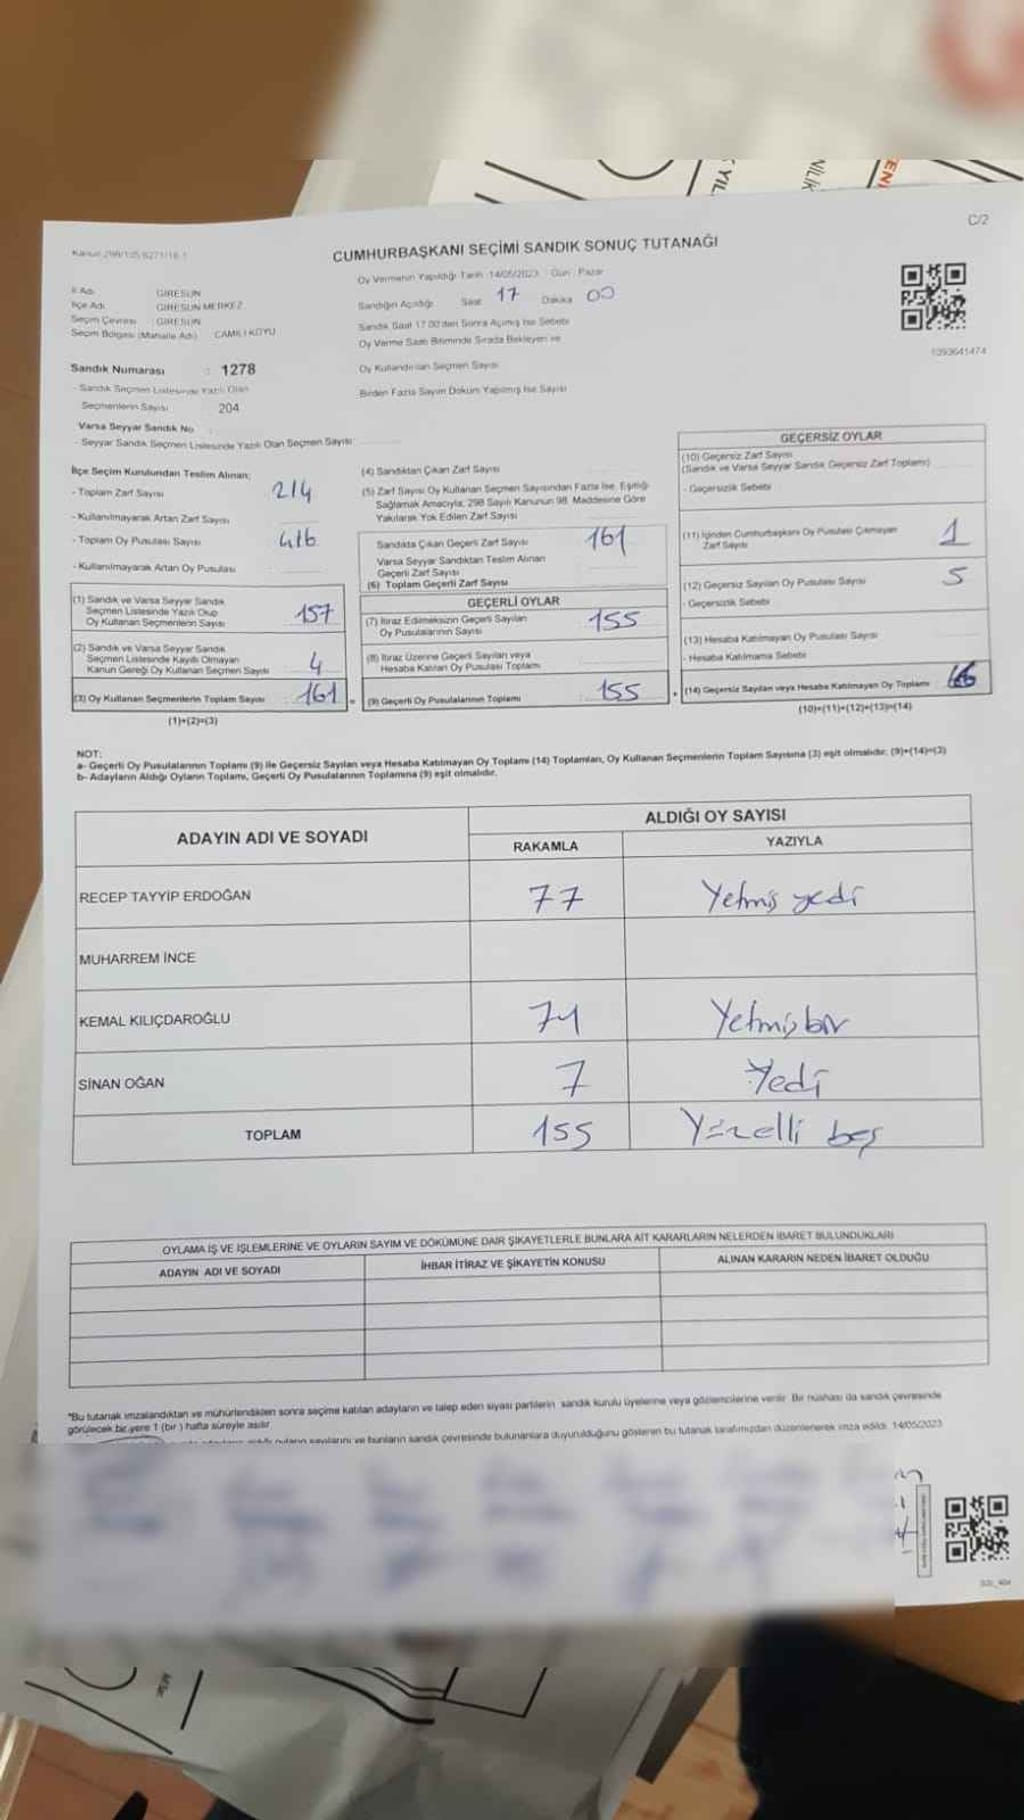 C/2
CUMHURBAŞKANI SEÇİMİ SANDIK SONUÇ TUTANAĞI
Oy Vermenin Yapıldığı Tarih :14/05/2023 Gün : Pazar
İl Adı : GİRESUN
İlçe Adı : GİRESUN MERKEZ
Seçim Çevresi : GİRESUN
Seçim Bölgesi (Mahalle Adı) : CAMİLİ KÖYÜ
Sandığın Açıldığı Saat 17 Dakika 00
Sandık Saat 17.00'den Sonra Açılmış İse Sebebi
Oy Verme Saati Bitiminde Sırada Bekleyen ve
Oy Kullandırılan Seçmen Sayısı
Birden Fazla Sayım Döküm Yapılmış İse Sayısı
1393641474
Sandık Numarası : 1278
- Sandık Seçmen Listesinde Yazılı Olan
Seçmenlerin Sayısı 204
Varsa Seyyar Sandık No
- Seyyar Sandık Seçmen Listesinde Yazılı Olan Seçmen Sayısı
İlçe Seçim Kurulundan Teslim Alınan:
- Toplam Zarf Sayısı 214
- Kullanılmayarak Artan Zarf Sayısı
- Toplam Oy Pusulası Sayısı 416
- Kullanılmayarak Artan Oy Pusulası
(1) Sandık ve Varsa Seyyar Sandık
Seçmen Listesinde Yazılı Olup
Oy Kullanan Seçmenlerin Sayısı 157
(2) Sandık ve Varsa Seyyar Sandık
Seçmen Listesinde Kayıtlı Olmayan
Kanun Gereği Oy Kullanan Seçmen Sayısı 4
(3) Oy Kullanan Seçmenlerin Toplam Sayısı 161
(1)+(2)=(3)
(4) Sandıktan Çıkan Zarf Sayısı
(5) Zarf Sayısı Oy Kullanan Seçmen Sayısından Fazla İse, Eşitliği
Sağlamak Amacıyla, 298 Sayılı Kanunun 98. Maddesine Göre
Yakılarak Yok Edilen Zarf Sayısı
Sandıkta Çıkan Geçerli Zarf Sayısı 161
Varsa Seyyar Sandıktan Teslim Alınan
Geçerli Zarf Sayısı
(6) Toplam Geçerli Zarf Sayısı
GEÇERLİ OYLAR
(7) İtiraz Edilmeksizin Geçerli Sayılan
Oy Pusulalarının Sayısı 155
(8) İtiraz Üzerine Geçerli Sayılan veya
Hesaba Katılan Oy Pusulası Toplamı
(9) Geçerli Oy Pusulalarının Toplamı 155
GEÇERSİZ OYLAR
(10) Geçersiz Zarf Sayısı
(Sandık ve Varsa Seyyar Sandık Geçersiz Zarf Toplamı)
- Geçersizlik Sebebi
(11) İçinden Cumhurbaşkanı Oy Pusulası Çıkmayan
Zarf Sayısı 1
(12) Geçersiz Sayılan Oy Pusulası Sayısı 5
- Geçersizlik Sebebi
(13) Hesaba Katılmayan Oy Pusulası Sayısı
- Hesaba Katılmama Sebebi
(14) Geçersiz Sayılan veya Hesaba Katılmayan Oy Toplamı
(10)+(11)+(12)+(13)=(14)
NOT:
a- Geçerli Oy Pusulalarının Toplamı (9) ile Geçersiz Sayılan veya Hesaba Katılmayan Oy Toplamı (14) Toplamları, Oy Kullanan Seçmenlerin Toplam Sayısına (3) eşit olmalıdır. (9)+(14)=(3)
b- Adayların Aldığı Oyların Toplamı, Geçerli Oy Pusulalarının Toplamına (9) eşit olmalıdır.
ADAYIN ADI VE SOYADI
ALDIĞI OY SAYISI
RAKAMLA YAZIYLA
RECEP TAYYİP ERDOĞAN 77 Yetmiş yedi
MUHARREM İNCE
KEMAL KILIÇDAROĞLU 71 Yetmiş bir
SİNAN OĞAN 7 Yedi
TOPLAM 155 Yüzelli beş
OYLAMA İŞ VE İŞLEMLERİNE VE OYLARIN SAYIM VE DÖKÜMÜNE DAİR ŞİKAYETLERLE BUNLARA AİT KARARLARIN NELERDEN İBARET BULUNDUKLARI
ADAYIN ADI VE SOYADI İHBAR İTİRAZ VE ŞİKAYETİN KONUSU ALINAN KARARIN NEDEN İBARET OLDUĞU
*Bu tutanak imzalandıktan ve mühürlendikten sonra seçime katılan adayların ve talep eden siyasi partilerin sandık kurulu üyelerine veya gözlemcilerine verilir. Bir nüshası da sandık çevresinde
görülecek bir yere 1 (bir) hafta süreyle asılır.
sayılarını ve bunların sandık çevresinde bulunanlara duyurulduğunu gösteren bu tutanak tarafımızdan düzenlenerek imza edildi. 14/05/2023